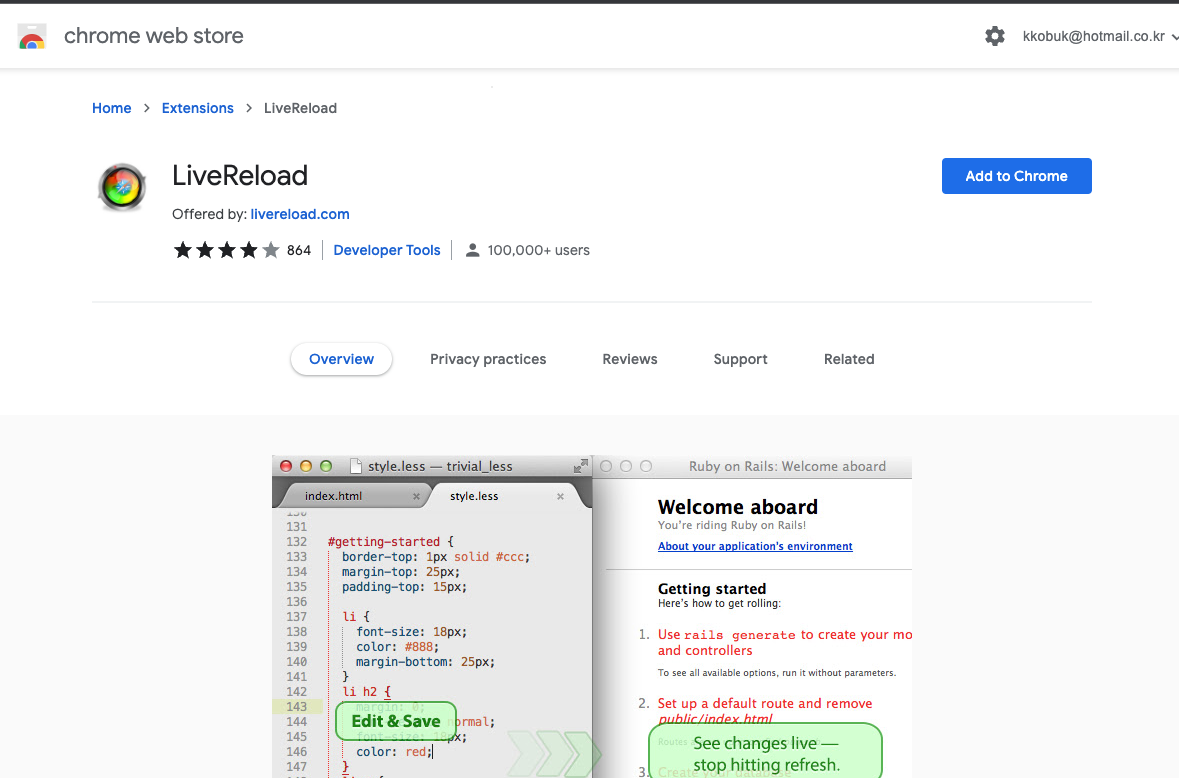 chrome web store
kkobuk@hotmail.co.kr
Home > Extensions > LiveReload
LiveReload
Add to Chrome
Offered by: livereload.com
864 Developer Tools 100,000+ users
Overview Privacy practices Reviews Support Related
style.less — trivial_less
Ruby on Rails: Welcome aboard
index.html × style.less ×
130
131
132 #getting-started {
133 border-top: 1px solid #ccc;
134 margin-top: 25px;
135 padding-top: 15px;
136
137 li {
138 font-size: 18px;
139 color: #888;
140 margin-bottom: 25px;
141 }
142 li h2 {
143 margin: 0;
144 normal;
145 font-size: 18px;
146 color: red;
147 }
Edit & Save
Welcome aboard
You're riding Ruby on Rails!
About your application's environment
Getting started
Here's how to get rolling:
1. Use rails generate to create your mo
and controllers
To see all available options, run it without parameters.
2. Set up a default route and remove
public/index.html
Routes
3. Create your database
See changes live —
stop hitting refresh.